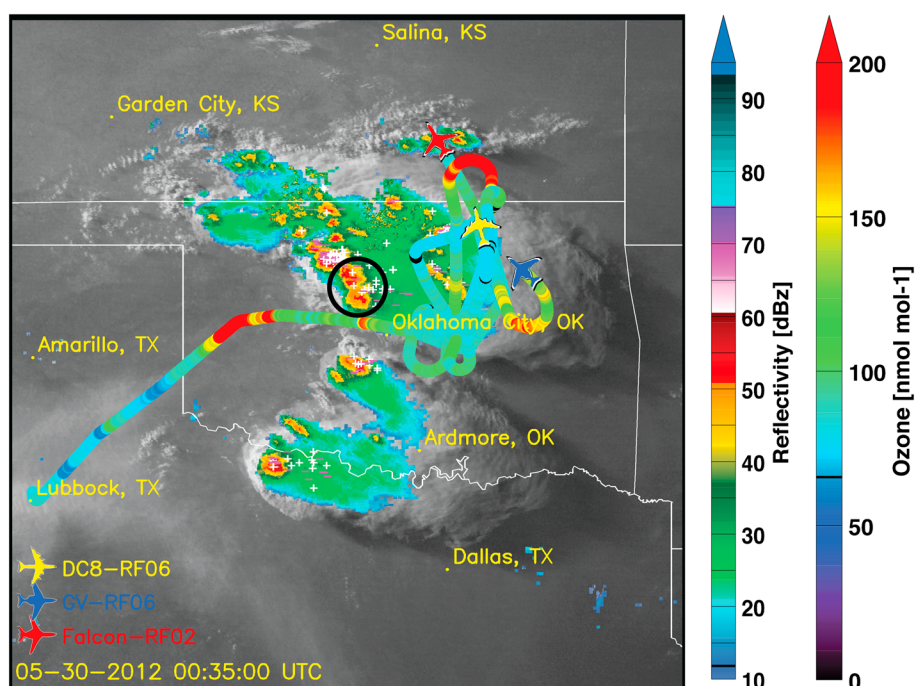 Salina, KS
Garden City, KS
Oklahoma City, OK
Amarillo, TX
Ardmore, OK
Lubbock, TX
Dallas, TX
DC8-RF06
GV-RF06
Falcon-RF02
05-30-2012 00:35:00 UTC
90
80
70
60
50
40
30
20
10
Reflectivity [dBz]
200
150
100
50
0
Ozone [nmol mol-1]